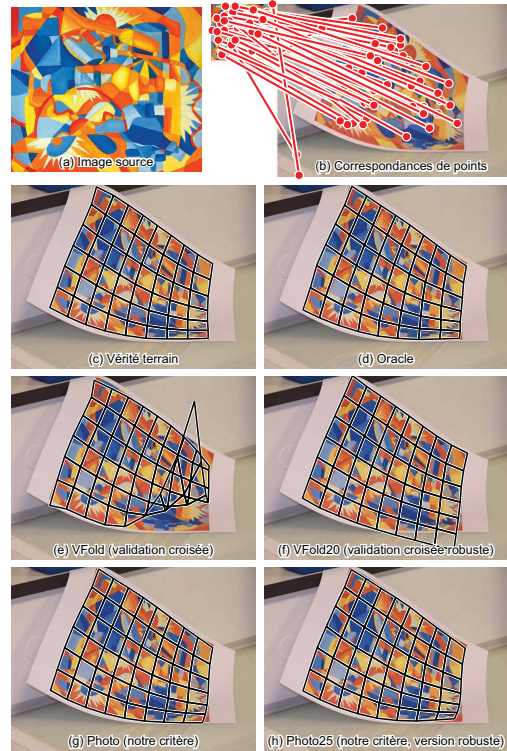 (a) Image source
(b) Correspondances de points
(c) Vérité terrain
(d) Oracle
(e) VFold (validation croisée)
(f) VFold20 (validation croisée robuste)
(g) Photo (notre critère)
(h) Photo25 (notre critère, version robuste)